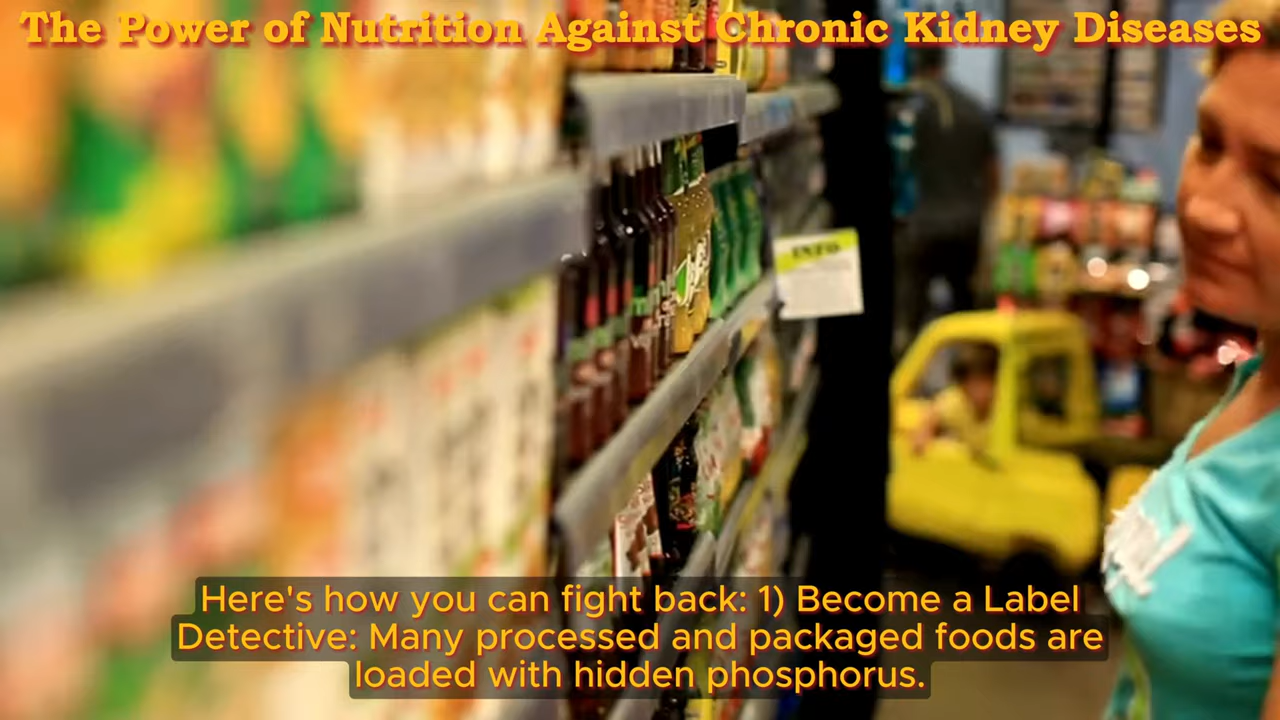 The Power of Nutrition Against Chronic Kidney Diseases
INFO
Here's how you can fight back: 1) Become a Label
Detective: Many processed and packaged foods are
loaded with hidden phosphorus.